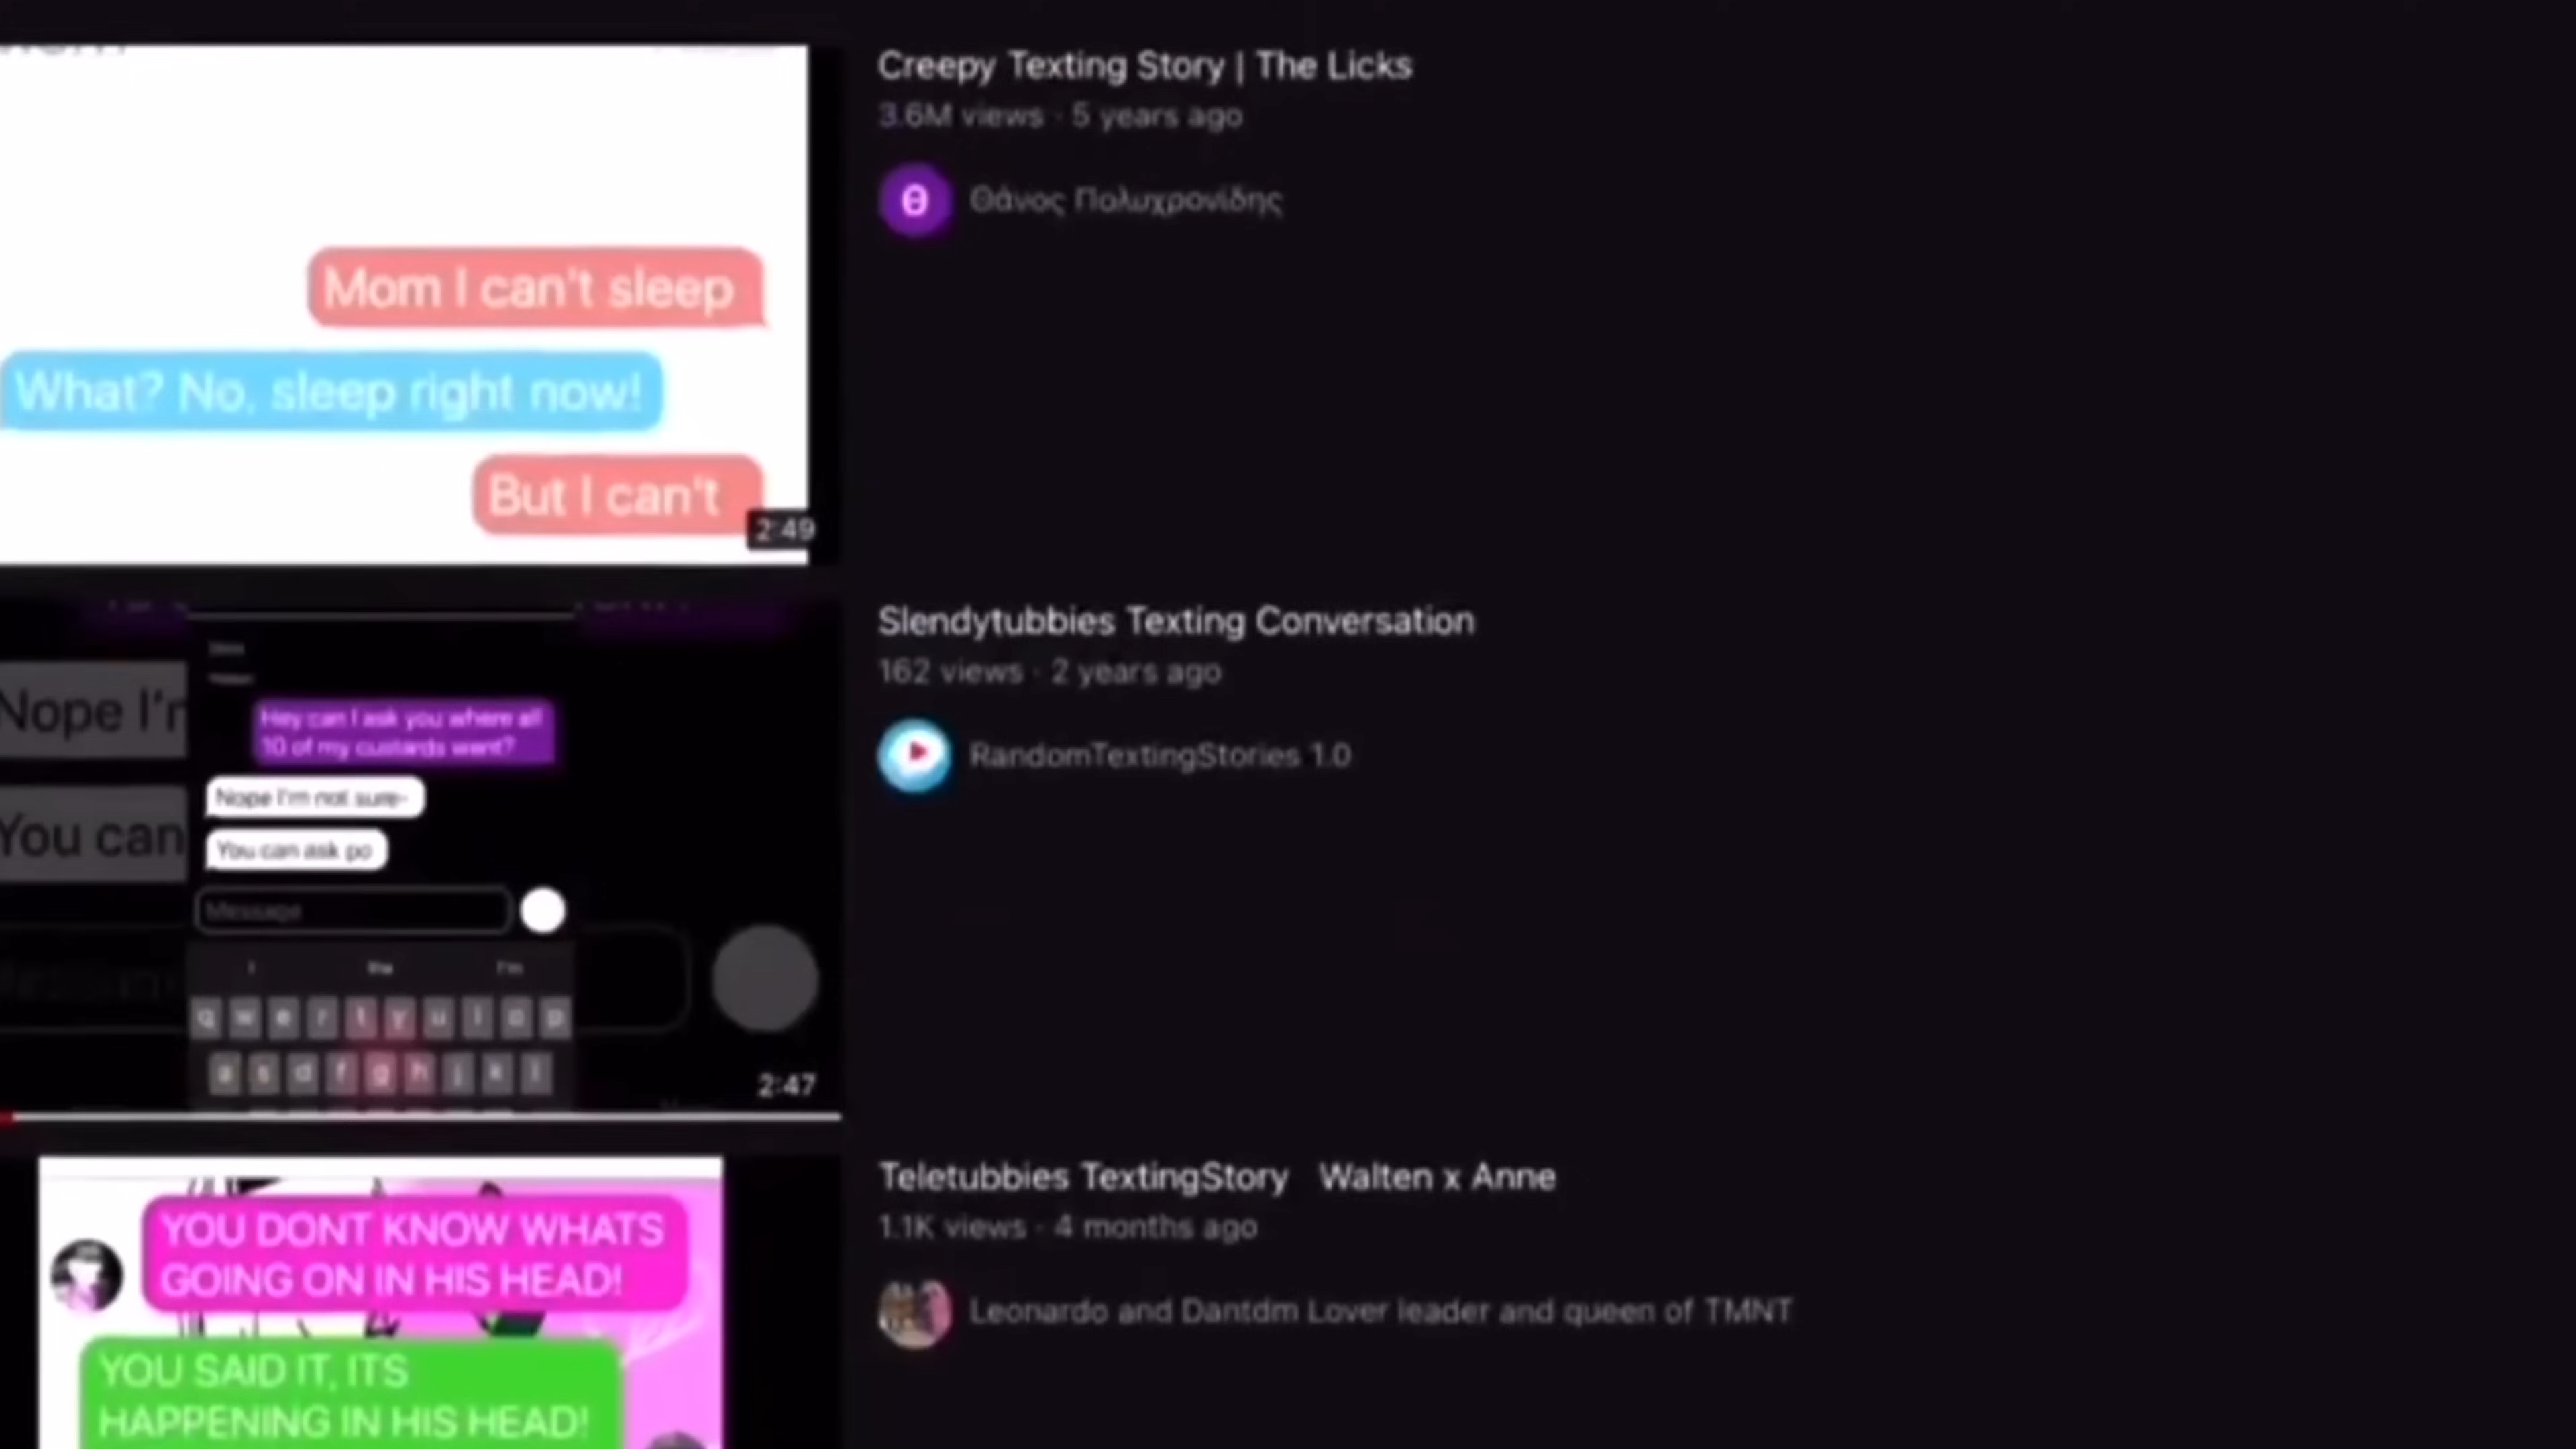 Creepy Texting Story | The Licks
3.6M views · 5 years ago
Θ
Θάνος Πολυχρονίδης
Mom I can't sleep
What? No, sleep right now!
But I can't
2:49
Slendytubbies Texting Conversation
162 views · 2 years ago
RandomTextingStories 1.0
Nope I'm
You can
Hey can I ask you where all
10 of my custards went?
Nope I'm not sure-
You can ask po
Message
I the I'm
q w e r t y u i o p
a s d f g h j k l
2:47
Teletubbies TextingStory Walten x Anne
1.1K views · 4 months ago
Leonardo and Dantdm Lover leader and queen of TMNT
YOU DONT KNOW WHATS
GOING ON IN HIS HEAD!
YOU SAID IT, ITS
HAPPENING IN HIS HEAD!